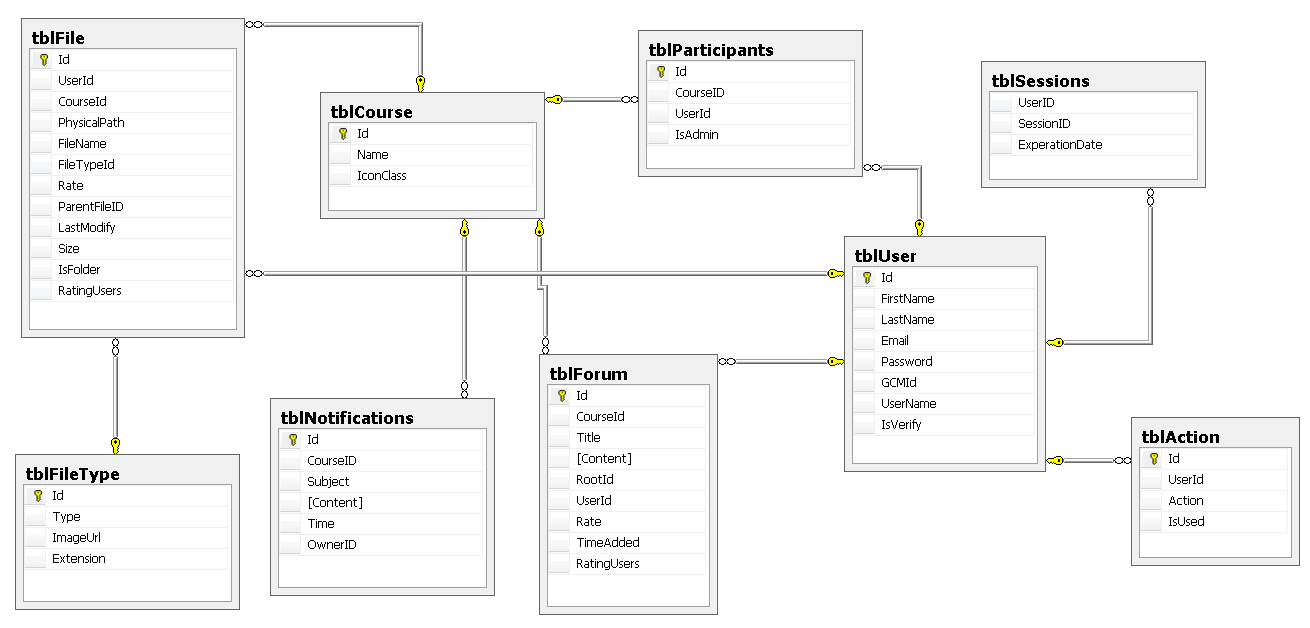 tblFile
Id
UserId
CourseId
PhysicalPath
FileName
FileTypeId
Rate
ParentFileID
LastModify
Size
IsFolder
RatingUsers
tblCourse
Id
Name
IconClass
tblParticipants
Id
CourseID
UserId
IsAdmin
tblSessions
UserID
SessionID
ExperationDate
tblUser
Id
FirstName
LastName
Email
Password
GCMId
UserName
IsVerify
tblFileType
Id
Type
ImageUrl
Extension
tblNotifications
Id
CourseID
Subject
[Content]
Time
OwnerID
tblForum
Id
CourseId
Title
[Content]
RootId
UserId
Rate
TimeAdded
RatingUsers
tblAction
Id
UserId
Action
IsUsed